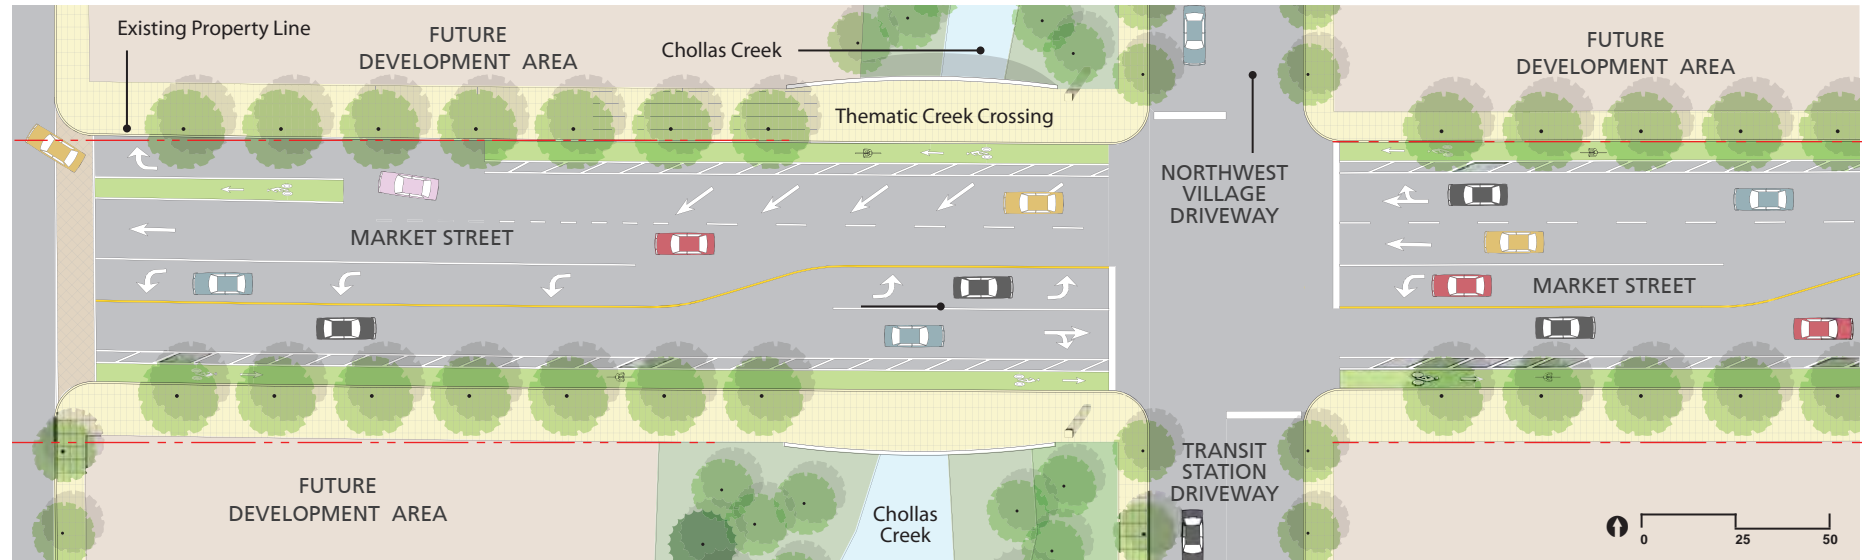 Existing Property Line
FUTURE
DEVELOPMENT AREA
Chollas Creek
FUTURE
DEVELOPMENT AREA
Thematic Creek Crossing
NORTHWEST
VILLAGE
DRIVEWAY
MARKET STREET
MARKET STREET
TRANSIT
STATION
DRIVEWAY
FUTURE
DEVELOPMENT AREA
Chollas
Creek
0 25 50